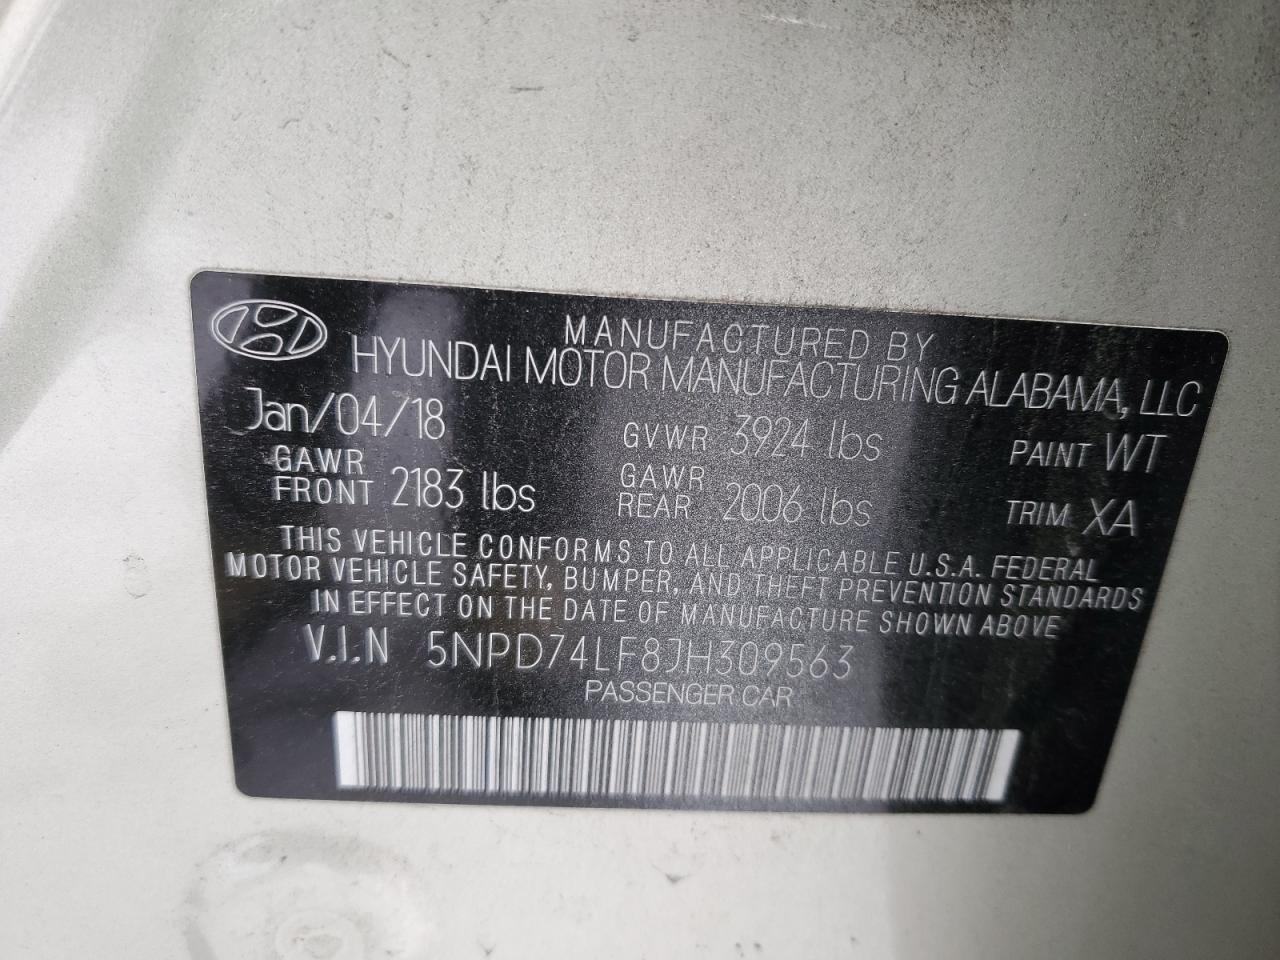 MANUFACTURED BY
HYUNDAI MOTOR MANUFACTURING ALABAMA, LLC
Jan/04/18 GVWR 3924 lbs PAINT WT
GAWR FRONT 2183 lbs GAWR REAR 2006 lbs TRIM XA
THIS VEHICLE CONFORMS TO ALL APPLICABLE U.S.A. FEDERAL
MOTOR VEHICLE SAFETY, BUMPER, AND THEFT PREVENTION STANDARDS
IN EFFECT ON THE DATE OF MANUFACTURE SHOWN ABOVE
V.I.N 5NPD74LF8JH309563
PASSENGER CAR